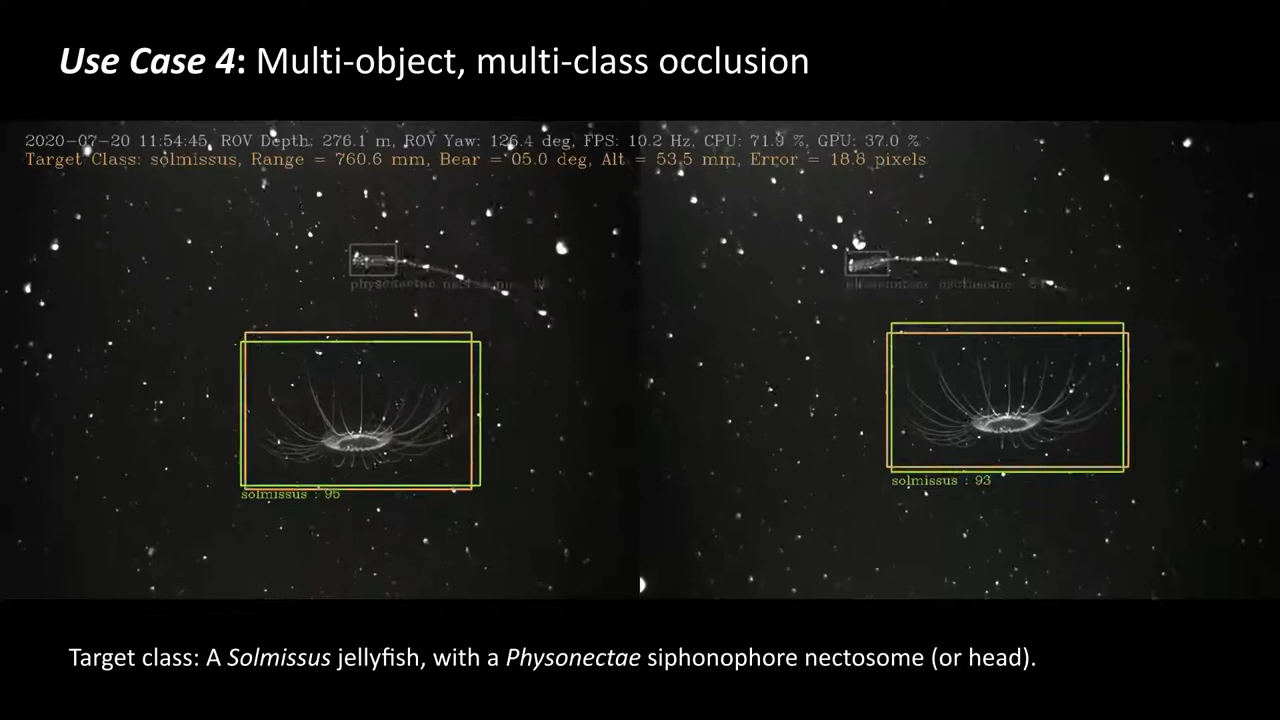 Use Case 4: Multi-object, multi-class occlusion
2020-07-20 11:54:45, ROV Depth: 276.1 m, ROV Yaw: 126.4 deg, FPS: 10.2 Hz, CPU: 71.9 %, GPU: 37.0 %
Target Class: solmissus, Range = 760.6 mm, Bear = 05.0 deg, Alt = 53.5 mm, Error = 18.8 pixels
physonectae
solmissus : 95
solmissus : 93
Target class: A Solmissus jellyfish, with a Physonectae siphonophore nectosome (or head).